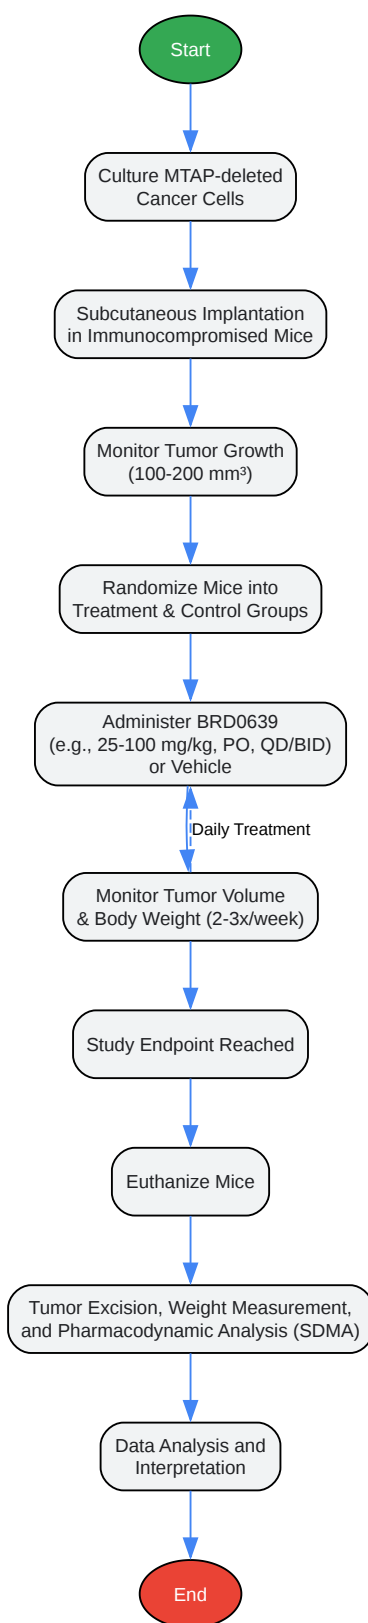 Start
Culture MTAP-deleted
Cancer Cells
Subcutaneous Implantation
in Immunocompromised Mice
Monitor Tumor Growth
(100-200 mm³)
Randomize Mice into
Treatment & Control Groups
Administer BRD0639
(e.g., 25-100 mg/kg, PO, QD/BID)
or Vehicle
Daily Treatment
Monitor Tumor Volume
& Body Weight (2-3x/week)
Study Endpoint Reached
Euthanize Mice
Tumor Excision, Weight Measurement,
and Pharmacodynamic Analysis (SDMA)
Data Analysis and
Interpretation
End